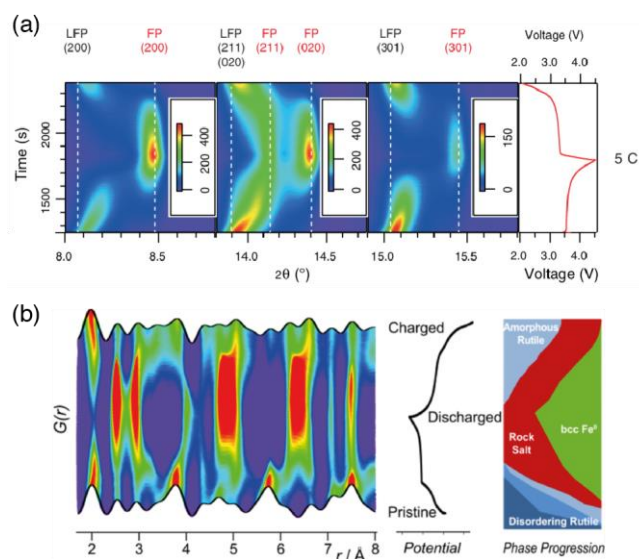 (a)
LFP FP LFP FP FP LFP FP
(200) (200) (211) (211) (020) (301) (301)
(020)
Voltage (V)
2.0 3.0 4.0
Time (s)
2000
1500
0 200 400
0 200 400
0 150
5 C
8.0 8.5 14.0 14.5 15.0 15.5 2.0 3.0 4.0
2θ (°)
Voltage (V)
(b)
G(r)
Charged
Discharged
Pristine
Amorphous
Rutile
bcc Fe⁰
Rock
Salt
Disordering Rutile
2 3 4 5 6 7 8
r / Å
Potential
Phase Progression